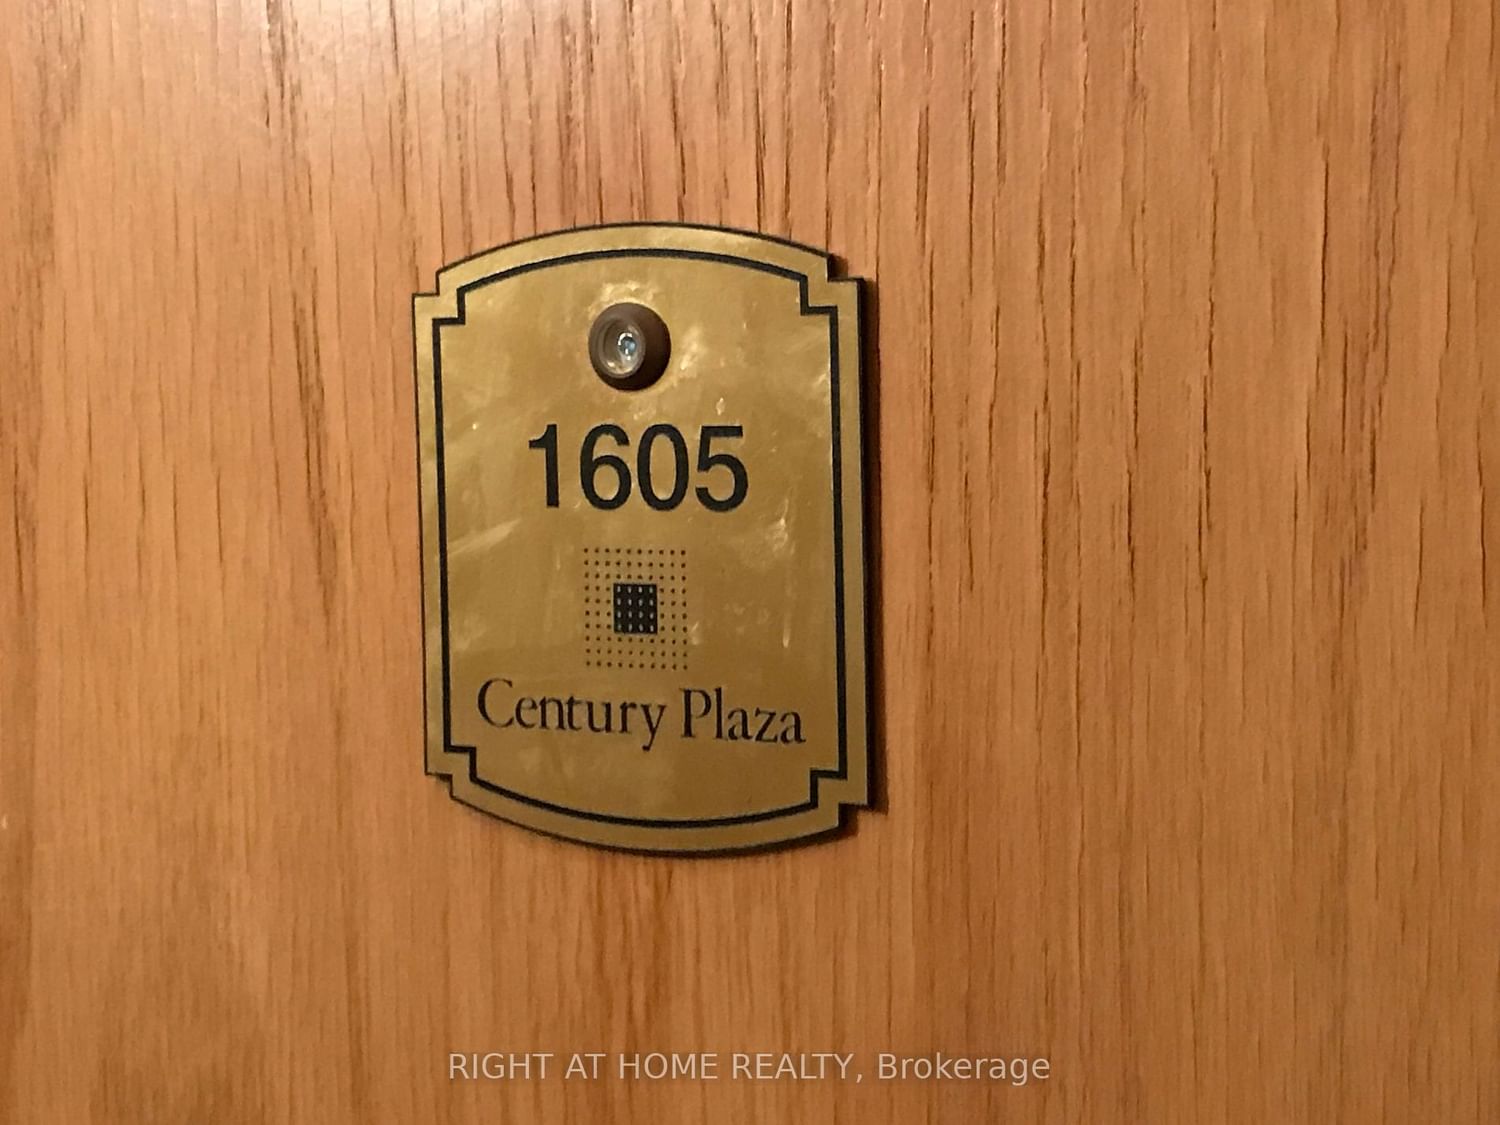 1605
Century Plaza
RIGHT AT HOME REALTY, Brokerage